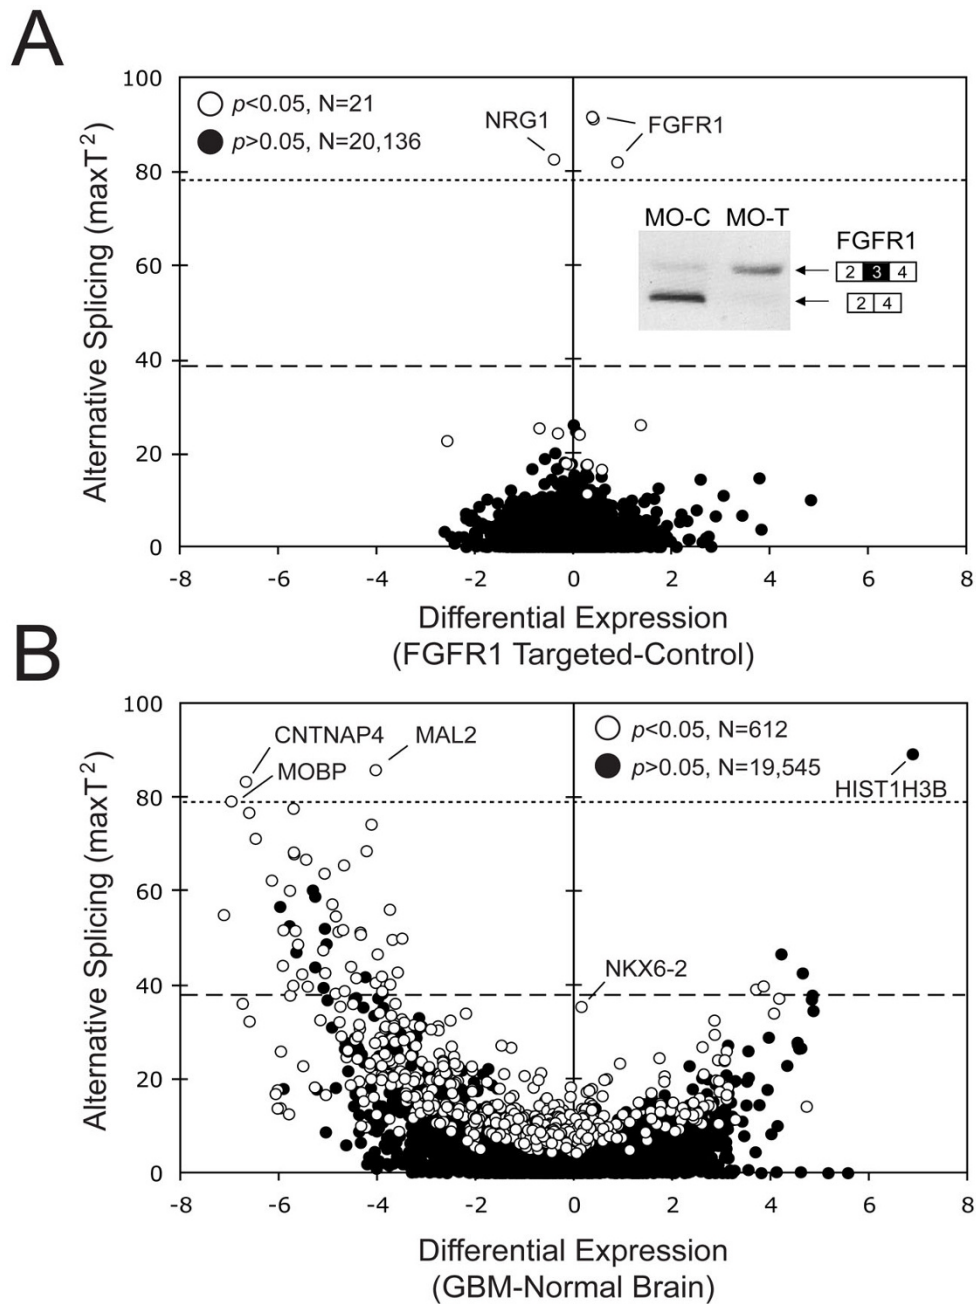 A
100
80
60
40
20
0
Alternative Splicing (maxT²)
p<0.05, N=21
p>0.05, N=20,136
NRG1
FGFR1
MO-C MO-T
FGFR1
2 3 4
2 4
-8 -6 -4 -2 0 2 4 6 8
Differential Expression
(FGFR1 Targeted-Control)
B
100
80
60
40
20
0
Alternative Splicing (maxT²)
CNTNAP4
MOBP
MAL2
p<0.05, N=612
p>0.05, N=19,545
HIST1H3B
NKX6-2
-8 -6 -4 -2 0 2 4 6 8
Differential Expression
(GBM-Normal Brain)